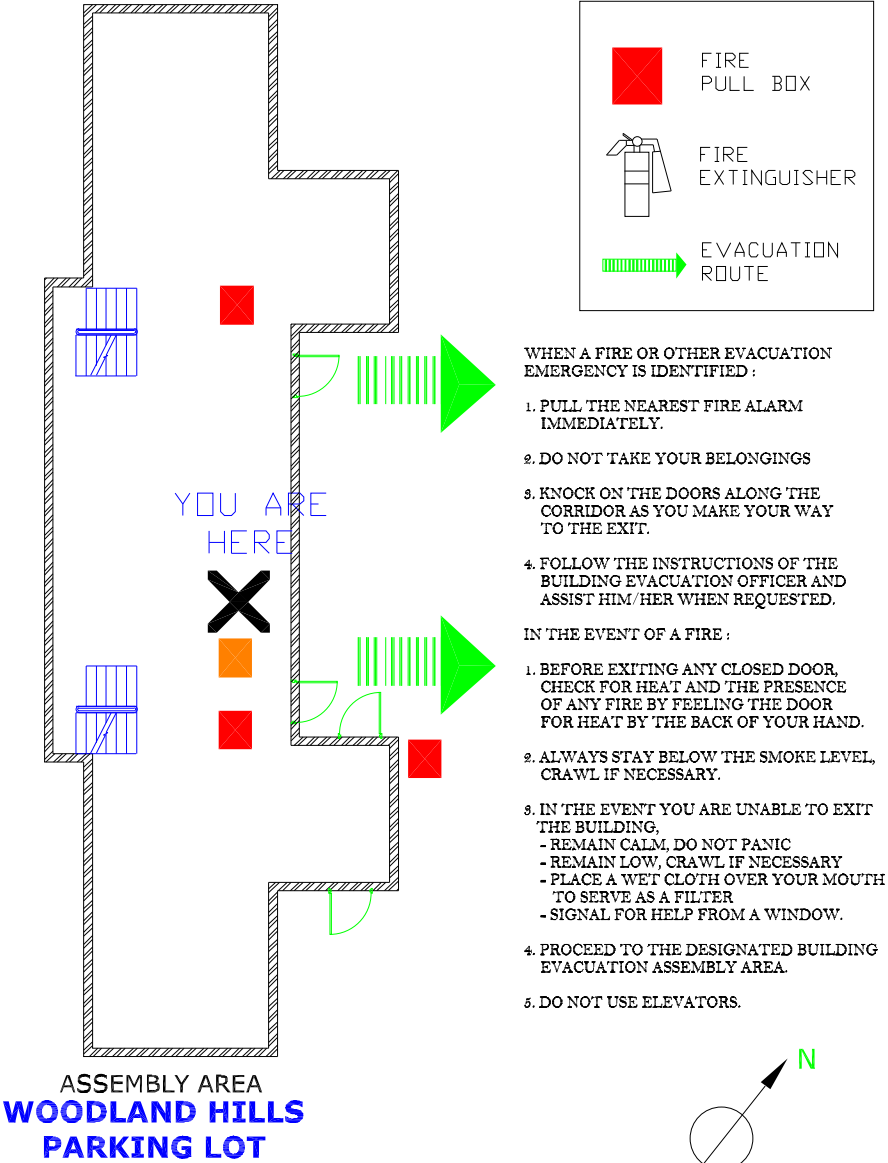 FIRE
PULL BOX
FIRE
EXTINGUISHER
EVACUATION
ROUTE
YOU ARE
HERE
WHEN A FIRE OR OTHER EVACUATION
EMERGENCY IS IDENTIFIED :
1. PULL THE NEAREST FIRE ALARM
IMMEDIATELY.
2. DO NOT TAKE YOUR BELONGINGS
3. KNOCK ON THE DOORS ALONG THE
CORRIDOR AS YOU MAKE YOUR WAY
TO THE EXIT.
4. FOLLOW THE INSTRUCTIONS OF THE
BUILDING EVACUATION OFFICER AND
ASSIST HIM/HER WHEN REQUESTED.
IN THE EVENT OF A FIRE :
1. BEFORE EXITING ANY CLOSED DOOR,
CHECK FOR HEAT AND THE PRESENCE
OF ANY FIRE BY FEELING THE DOOR
FOR HEAT BY THE BACK OF YOUR HAND.
2. ALWAYS STAY BELOW THE SMOKE LEVEL,
CRAWL IF NECESSARY.
3. IN THE EVENT YOU ARE UNABLE TO EXIT
THE BUILDING,
- REMAIN CALM, DO NOT PANIC
- REMAIN LOW, CRAWL IF NECESSARY
- PLACE A WET CLOTH OVER YOUR MOUTH
TO SERVE AS A FILTER
- SIGNAL FOR HELP FROM A WINDOW.
4. PROCEED TO THE DESIGNATED BUILDING
EVACUATION ASSEMBLY AREA.
5. DO NOT USE ELEVATORS.
N
ASSEMBLY AREA
WOODLAND HILLS
PARKING LOT